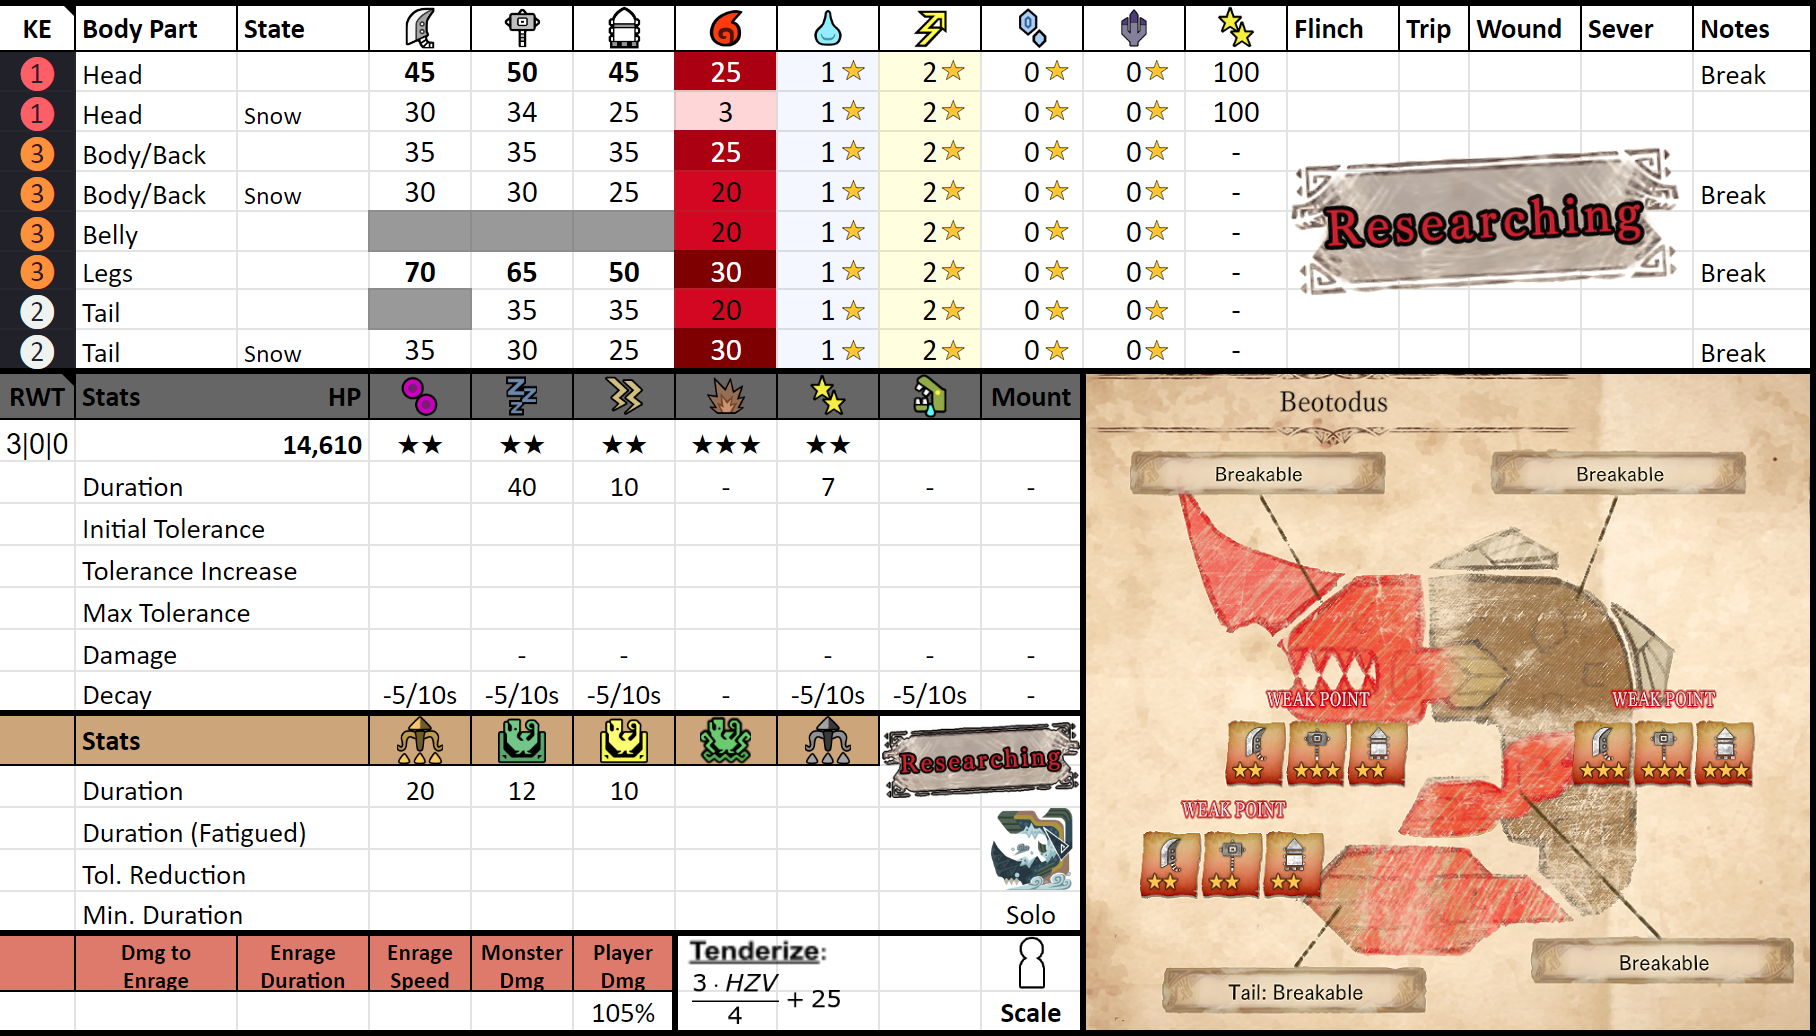 KE Body Part State Flinch Trip Wound Sever Notes
1 Head 45 50 45 25 1 2 0 0 100 Break
1 Head Snow 30 34 25 3 1 2 0 0 100
3 Body/Back 35 35 35 25 1 2 0 0 -
3 Body/Back Snow 30 30 25 20 1 2 0 0 - Break
3 Belly 20 1 2 0 0 -
3 Legs 70 65 50 30 1 2 0 0 - Break
2 Tail 35 35 20 1 2 0 0 -
2 Tail Snow 35 30 25 30 1 2 0 0 - Break
Researching
RWT Stats HP Mount
3|0|0 14,610 ★★ ★★ ★★ ★★★ ★★
Duration 40 10 - 7 - -
Initial Tolerance
Tolerance Increase
Max Tolerance
Damage - - - - -
Decay -5/10s -5/10s -5/10s - -5/10s -5/10s -
Stats
Researching
Duration 20 12 10
Duration (Fatigued)
Tol. Reduction
Min. Duration Solo
Dmg to Enrage Enrage Duration Enrage Speed Monster Dmg Player Dmg
105%
Tenderize:
3 · HZV
4
+ 25
Scale
Beotodus
Breakable Breakable
WEAK POINT WEAK POINT
WEAK POINT
Breakable
Tail: Breakable